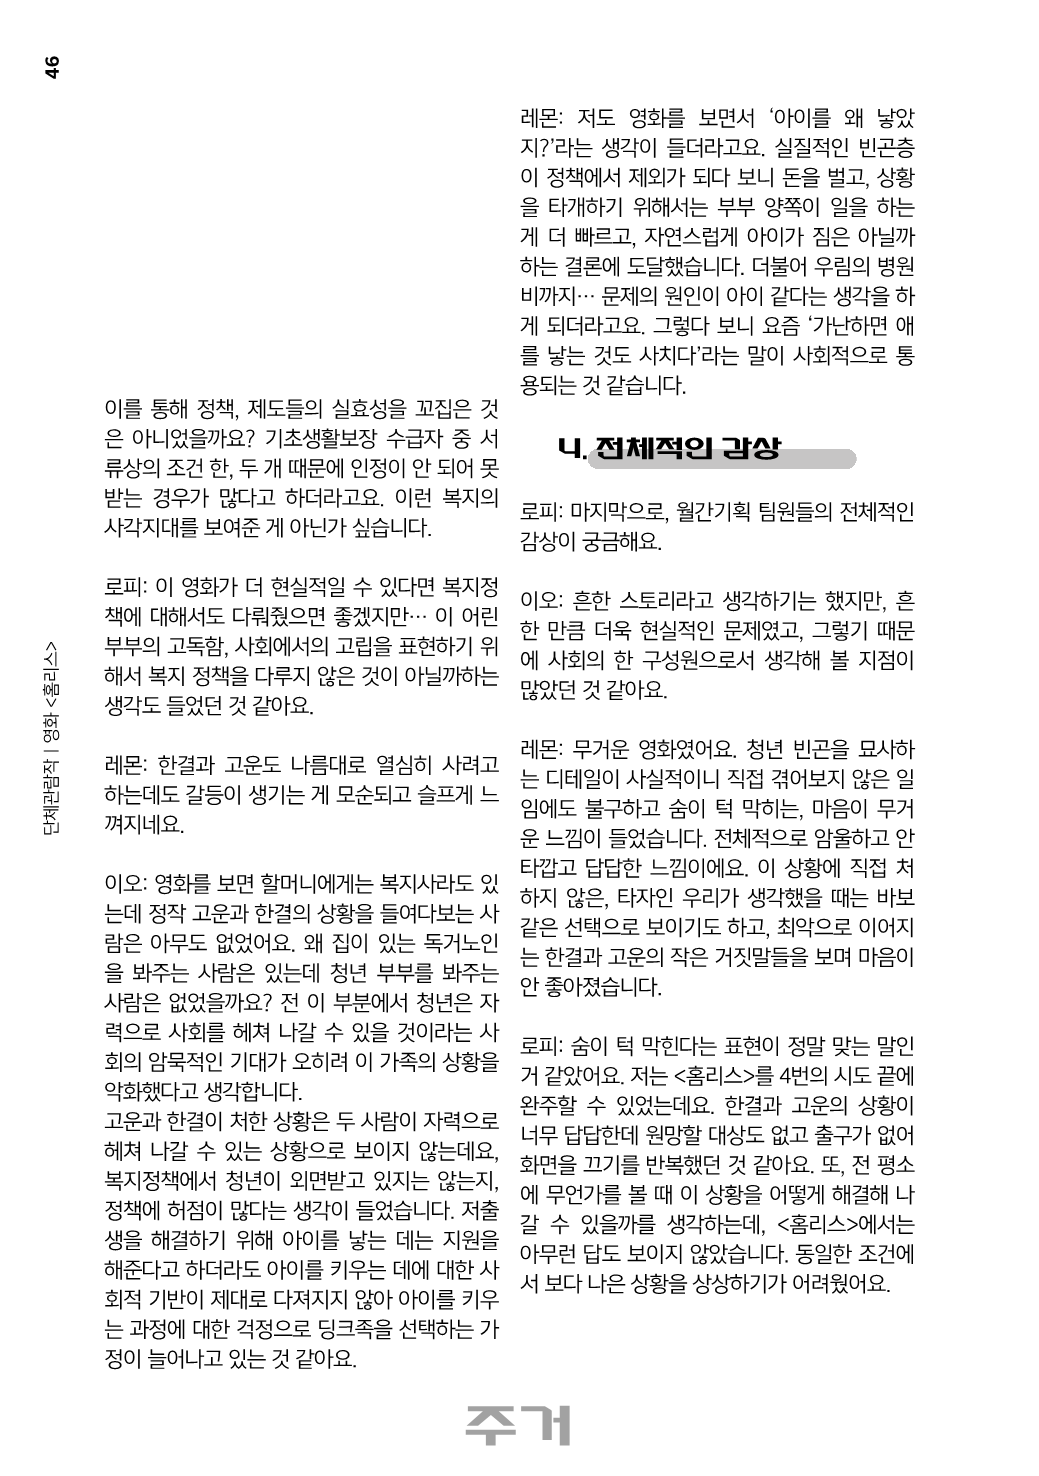 46
단체관람작 | 영화 <홈리스>
이를 통해 정책, 제도들의 실효성을 꼬집은 것
은 아니었을까요? 기초생활보장 수급자 중 서
류상의 조건 한, 두 개 때문에 인정이 안 되어 못
받는 경우가 많다고 하더라고요. 이런 복지의
사각지대를 보여준 게 아닌가 싶습니다.
로피: 이 영화가 더 현실적일 수 있다면 복지정
책에 대해서도 다뤄줬으면 좋겠지만… 이 어린
부부의 고독함, 사회에서의 고립을 표현하기 위
해서 복지 정책을 다루지 않은 것이 아닐까하는
생각도 들었던 것 같아요.
레몬: 한결과 고운도 나름대로 열심히 사려고
하는데도 갈등이 생기는 게 모순되고 슬프게 느
껴지네요.
이오: 영화를 보면 할머니에게는 복지사라도 있
는데 정작 고운과 한결의 상황을 들여다보는 사
람은 아무도 없었어요. 왜 집이 있는 독거노인
을 봐주는 사람은 있는데 청년 부부를 봐주는
사람은 없었을까요? 전 이 부분에서 청년은 자
력으로 사회를 헤쳐 나갈 수 있을 것이라는 사
회의 암묵적인 기대가 오히려 이 가족의 상황을
악화했다고 생각합니다.
고운과 한결이 처한 상황은 두 사람이 자력으로
헤쳐 나갈 수 있는 상황으로 보이지 않는데요,
복지정책에서 청년이 외면받고 있지는 않는지,
정책에 허점이 많다는 생각이 들었습니다. 저출
생을 해결하기 위해 아이를 낳는 데는 지원을
해준다고 하더라도 아이를 키우는 데에 대한 사
회적 기반이 제대로 다져지지 않아 아이를 키우
는 과정에 대한 걱정으로 딩크족을 선택하는 가
정이 늘어나고 있는 것 같아요.
레몬: 저도 영화를 보면서 ‘아이를 왜 낳았
지?’라는 생각이 들더라고요. 실질적인 빈곤층
이 정책에서 제외가 되다 보니 돈을 벌고, 상황
을 타개하기 위해서는 부부 양쪽이 일을 하는
게 더 빠르고, 자연스럽게 아이가 짐은 아닐까
하는 결론에 도달했습니다. 더불어 우림의 병원
비까지… 문제의 원인이 아이 같다는 생각을 하
게 되더라고요. 그렇다 보니 요즘 ‘가난하면 애
를 낳는 것도 사치다’라는 말이 사회적으로 통
용되는 것 같습니다.
4. 전체적인 감상
로피: 마지막으로, 월간기획 팀원들의 전체적인
감상이 궁금해요.
이오: 흔한 스토리라고 생각하기는 했지만, 흔
한 만큼 더욱 현실적인 문제였고, 그렇기 때문
에 사회의 한 구성원으로서 생각해 볼 지점이
많았던 것 같아요.
레몬: 무거운 영화였어요. 청년 빈곤을 묘사하
는 디테일이 사실적이니 직접 겪어보지 않은 일
임에도 불구하고 숨이 턱 막히는, 마음이 무거
운 느낌이 들었습니다. 전체적으로 암울하고 안
타깝고 답답한 느낌이에요. 이 상황에 직접 처
하지 않은, 타자인 우리가 생각했을 때는 바보
같은 선택으로 보이기도 하고, 최악으로 이어지
는 한결과 고운의 작은 거짓말들을 보며 마음이
안 좋아졌습니다.
로피: 숨이 턱 막힌다는 표현이 정말 맞는 말인
거 같았어요. 저는 <홈리스>를 4번의 시도 끝에
완주할 수 있었는데요. 한결과 고운의 상황이
너무 답답한데 원망할 대상도 없고 출구가 없어
화면을 끄기를 반복했던 것 같아요. 또, 전 평소
에 무언가를 볼 때 이 상황을 어떻게 해결해 나
갈 수 있을까를 생각하는데, <홈리스>에서는
아무런 답도 보이지 않았습니다. 동일한 조건에
서 보다 나은 상황을 상상하기가 어려웠어요.
주거